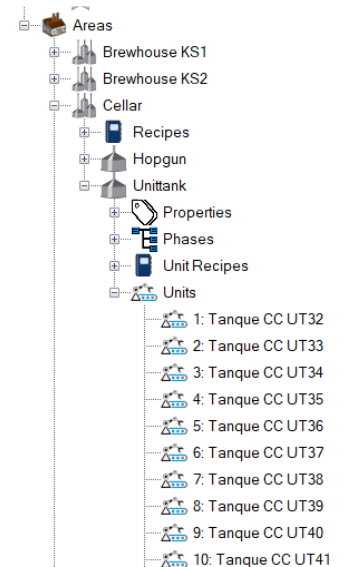 Areas
Brewhouse KS1
Brewhouse KS2
Cellar
Recipes
Hopgun
Unittank
Properties
Phases
Unit Recipes
Units
1: Tanque CC UT32
2: Tanque CC UT33
3: Tanque CC UT34
4: Tanque CC UT35
5: Tanque CC UT36
6: Tanque CC UT37
7: Tanque CC UT38
8: Tanque CC UT39
9: Tanque CC UT40
10: Tanque CC UT41